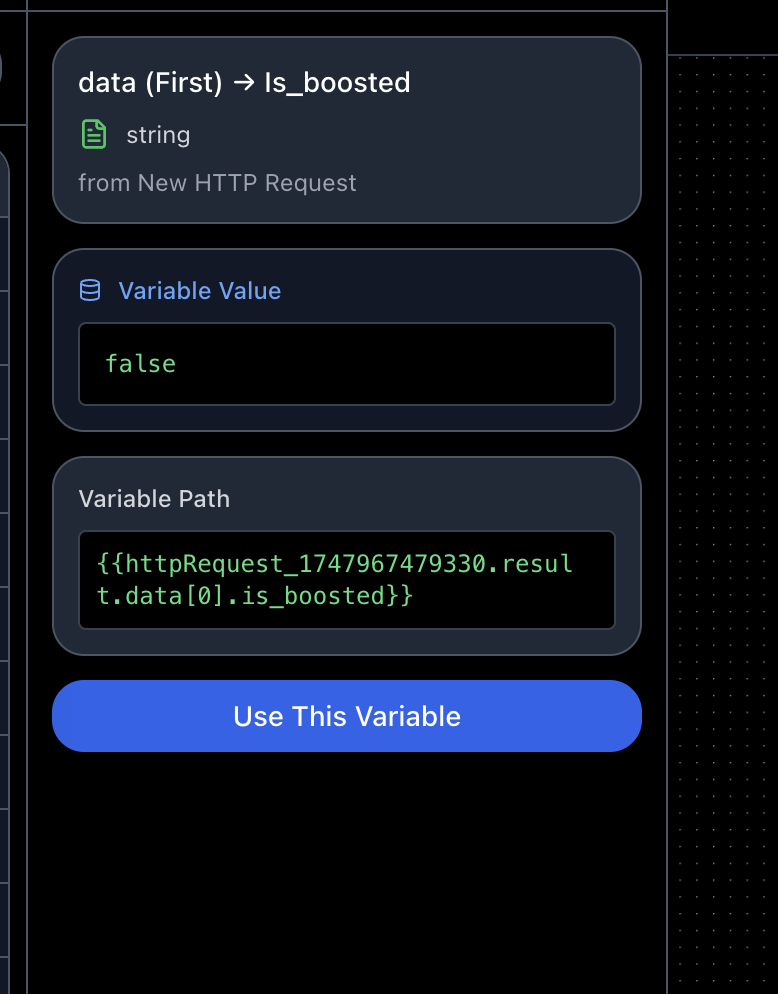 data (First) → Is_boosted
string
from New HTTP Request
Variable Value
false
Variable Path
{{httpRequest_1747967479330.resul
t.data[0].is_boosted}}
Use This Variable